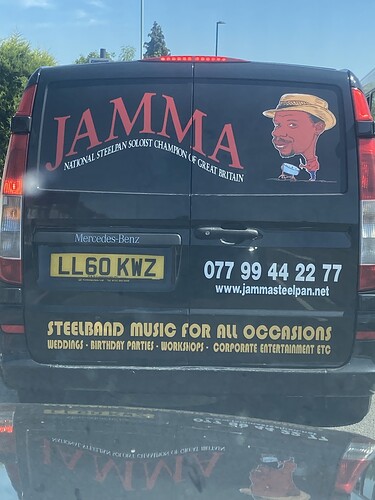 JAMMA
NATIONAL STEELPAN SOLOIST CHAMPION OF GREAT BRITAIN
Mercedes-Benz
LL60 KWZ
077 99 44 22 77
www.jammasteelpan.net
STEELBAND MUSIC FOR ALL OCCASIONS
WEDDINGS - BIRTHDAY PARTIES - WORKSHOPS - CORPORATE ENTERTAINMENT ETC